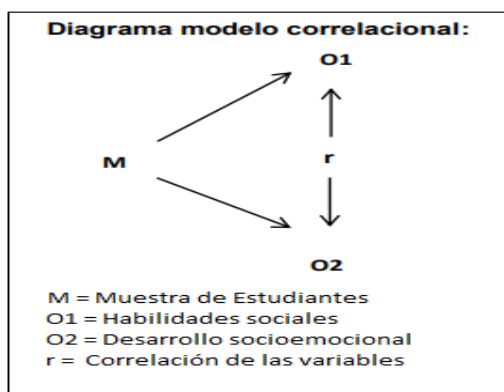 Diagrama modelo correlacional:
O1
M
r
O2
M = Muestra de Estudiantes
O1 = Habilidades sociales
O2 = Desarrollo socioemocional
r = Correlación de las variables